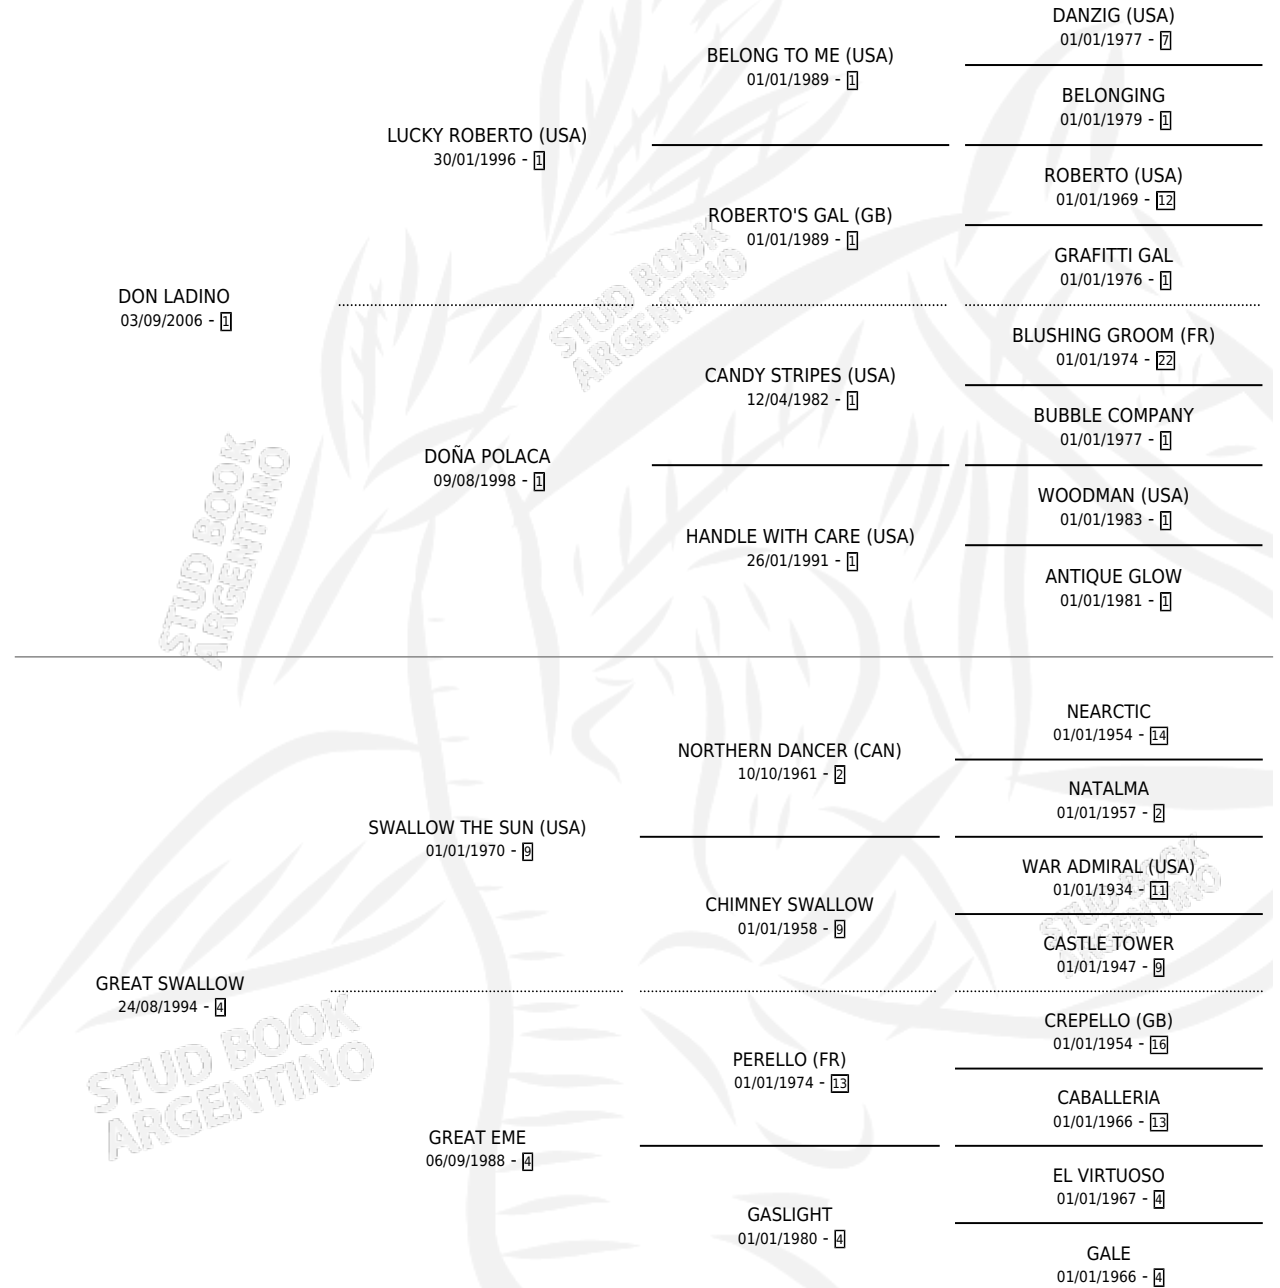 DANZIG (USA)
01/01/1977 - 7
BELONG TO ME (USA)
01/01/1989 - 1
BELONGING
01/01/1979 - 1
LUCKY ROBERTO (USA)
30/01/1996 - 1
ROBERTO (USA)
01/01/1969 - 12
ROBERTO'S GAL (GB)
01/01/1989 - 1
GRAFITTI GAL
01/01/1976 - 1
DON LADINO
03/09/2006 - 1
BLUSHING GROOM (FR)
01/01/1974 - 22
CANDY STRIPES (USA)
12/04/1982 - 1
BUBBLE COMPANY
01/01/1977 - 1
DOÑA POLACA
09/08/1998 - 1
WOODMAN (USA)
01/01/1983 - 1
HANDLE WITH CARE (USA)
26/01/1991 - 1
ANTIQUE GLOW
01/01/1981 - 1
NEARCTIC
01/01/1954 - 14
NORTHERN DANCER (CAN)
10/10/1961 - 2
NATALMA
01/01/1957 - 2
SWALLOW THE SUN (USA)
01/01/1970 - 9
WAR ADMIRAL (USA)
01/01/1934 - 11
CHIMNEY SWALLOW
01/01/1958 - 9
CASTLE TOWER
01/01/1947 - 9
GREAT SWALLOW
24/08/1994 - 4
CREPELLO (GB)
01/01/1954 - 16
PERELLO (FR)
01/01/1974 - 13
CABALLERIA
01/01/1966 - 13
GREAT EME
06/09/1988 - 4
EL VIRTUOSO
01/01/1967 - 4
GASLIGHT
01/01/1980 - 4
GALE
01/01/1966 - 4
STUD BOOK
ARGENTINO
STUD BOOK
ARGENTINO
STUD BOOK
ARGENTINO
STUD BOOK
ARGENTINO